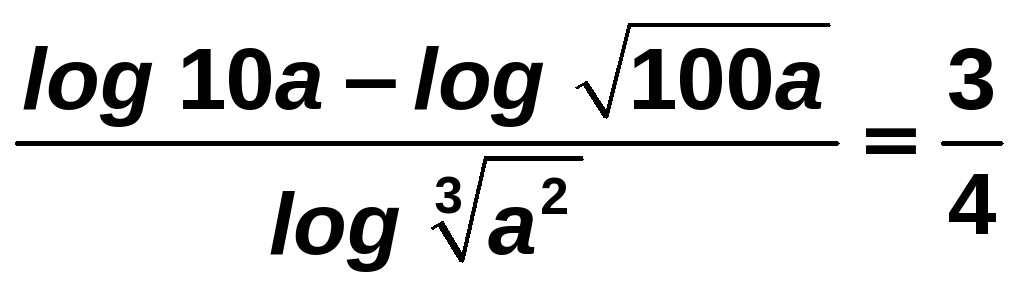 log 10a – log √100a
log ∛a² = 3/4